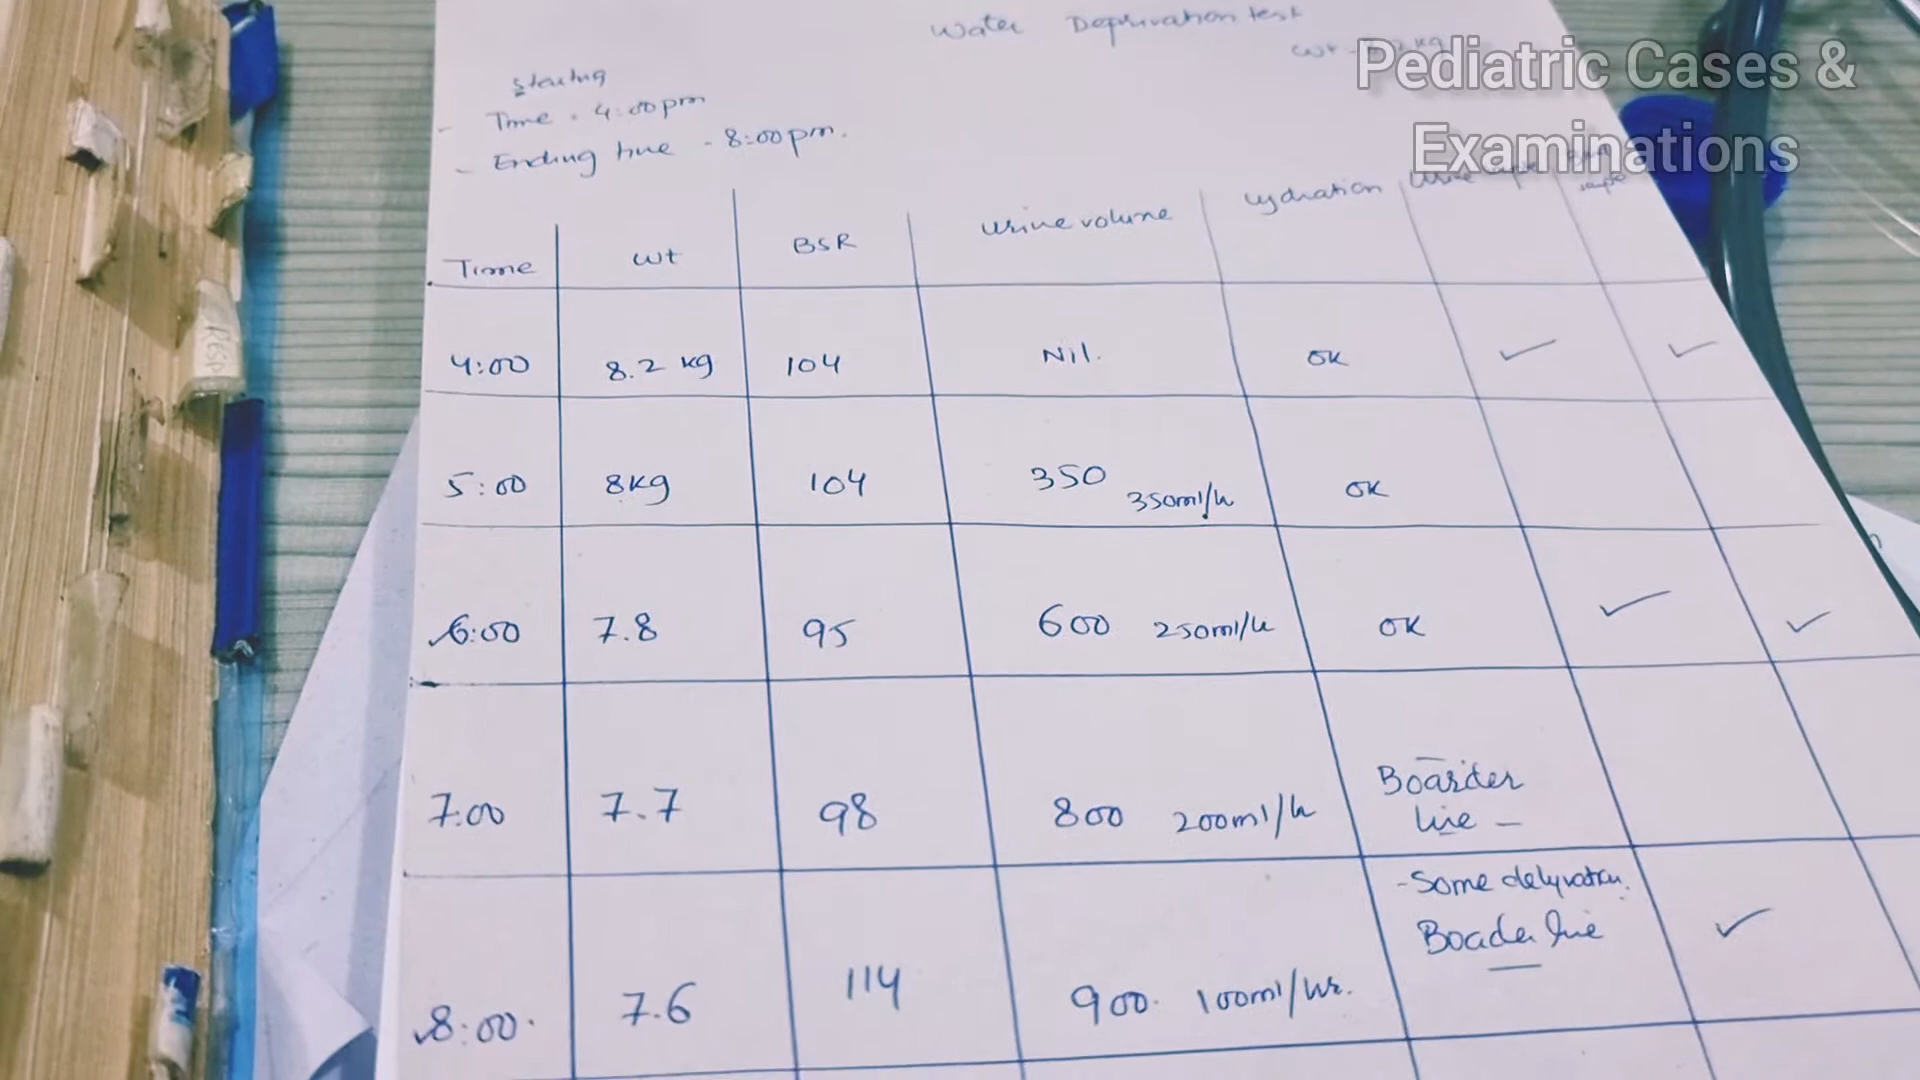 Water Deprivation test
Pediatric Cases &
Examinations
Starting
- Time . 4:00pm
- Ending time - 8:00pm.
Time Wt BSR Urine volume Hydration Urine
4:00 8.2 kg 104 Nil. OK ✓ ✓
5:00 8kg 104 350 350ml/h OK
✓6:00 7.8 95 600 250ml/h OK ✓ ✓
7:00 7.7 98 800 200ml/h Boarder
line -
-Some dehyration.
Boader line
✓8:00. 7.6 114 900. 100ml/hr. ✓